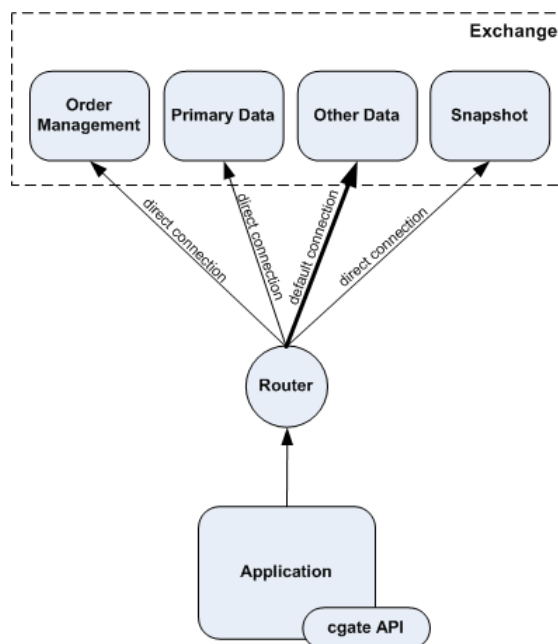 Exchange
Order
Management
Primary Data
Other Data
Snapshot
direct connection
direct connection
default connection
direct connection
Router
Application
cgate API